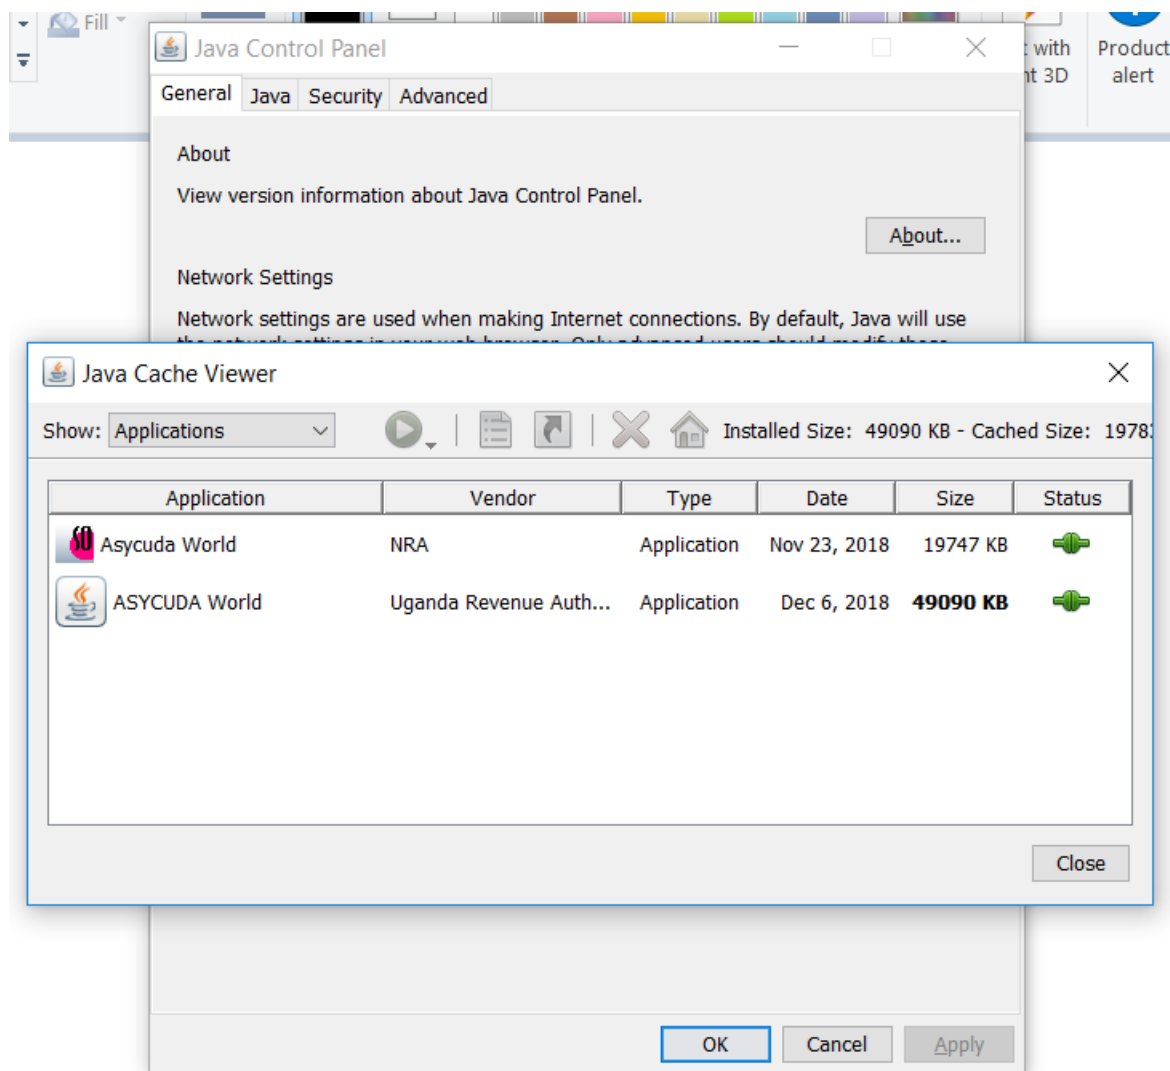 Fill
Java Control Panel
with
Product
3D
alert
General Java Security Advanced
About
View version information about Java Control Panel.
About...
Network Settings
Network settings are used when making Internet connections. By default, Java will use
Java Cache Viewer
Show: Applications
Installed Size: 49090 KB - Cached Size: 1978
Application Vendor Type Date Size Status
Asycuda World NRA Application Nov 23, 2018 19747 KB
ASYCUDA World Uganda Revenue Auth... Application Dec 6, 2018 49090 KB
Close
OK Cancel Apply